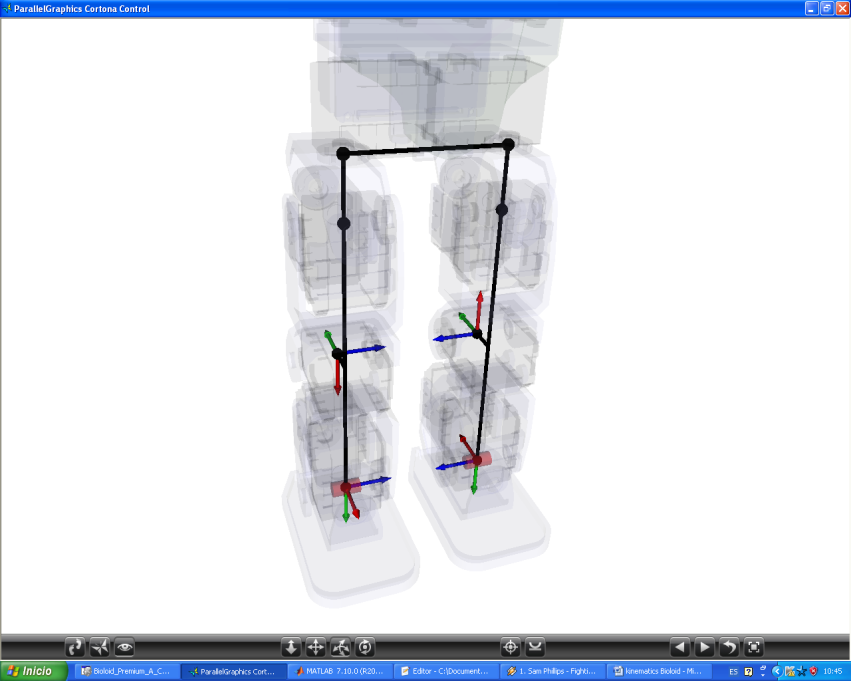 ParallelGraphics Cortona Control
Inicio
Bioloid_Premium_A_C...
ParallelGraphics Cort...
MATLAB 7.10.0 (R20...
Editor - C:\Document...
1. Sam Phillips - Fighti...
kinematics Bioloid - Mi...
ES
10:45